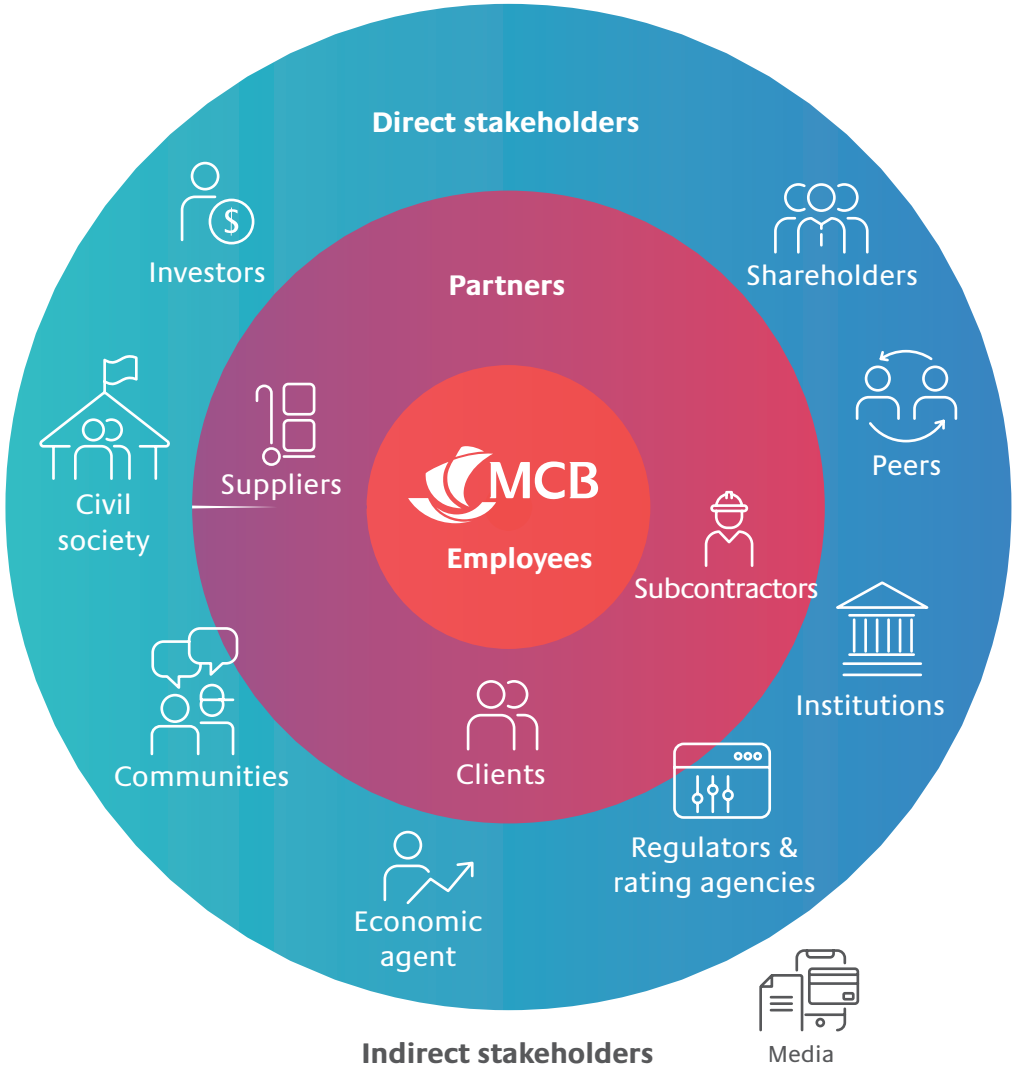 Direct stakeholders
$
Investors
Shareholders
Partners
Peers
Suppliers
Civil
society
MCB
Employees
Subcontractors
Institutions
Communities
Clients
Regulators &
rating agencies
Economic
agent
Indirect stakeholders
Media